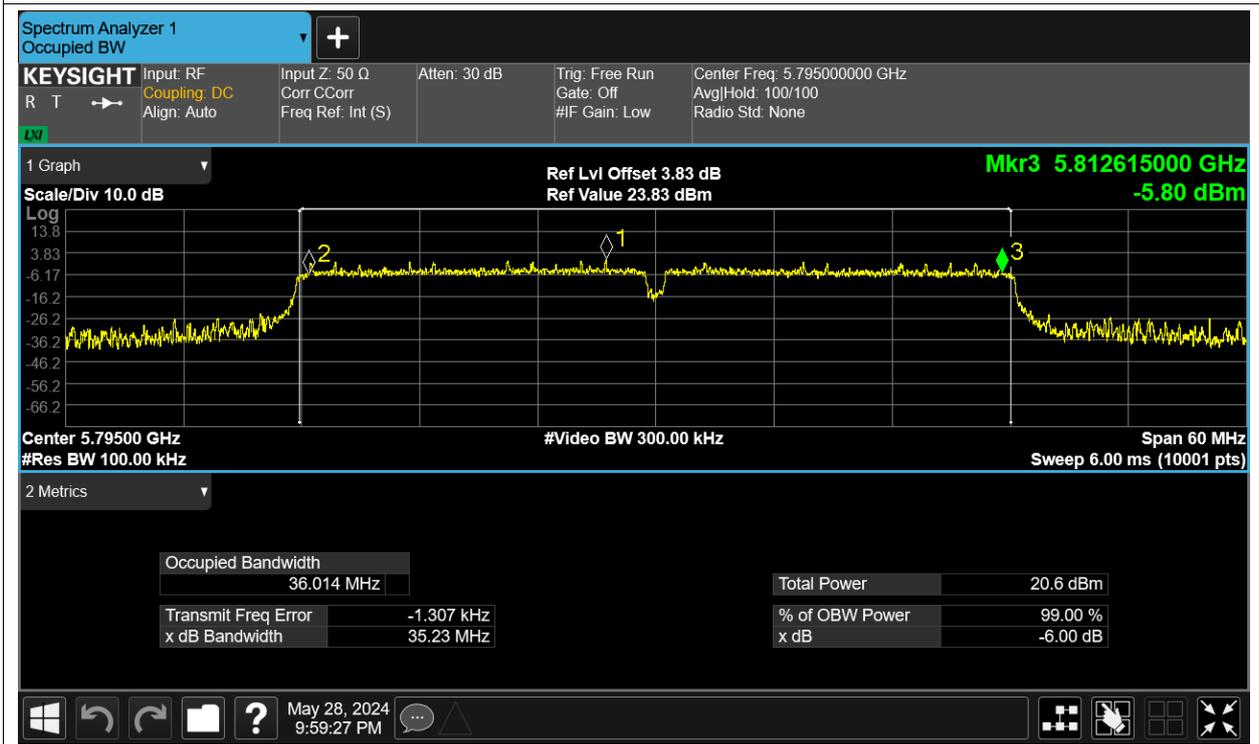 Spectrum Analyzer 1
Occupied BW
+
KEYSIGHT
R T
LXI
Input: RF
Coupling: DC
Align: Auto
Input Z: 50 Ω
Corr CCorr
Freq Ref: Int (S)
Atten: 30 dB
Trig: Free Run
Gate: Off
#IF Gain: Low
Center Freq: 5.795000000 GHz
Avg|Hold: 100/100
Radio Std: None
1 Graph
Scale/Div 10.0 dB
Ref Lvl Offset 3.83 dB
Ref Value 23.83 dBm
Mkr3 5.812615000 GHz
-5.80 dBm
Log
13.8
3.83
-6.17
-16.2
-26.2
-36.2
-46.2
-56.2
-66.2
2
1
3
Center 5.79500 GHz
#Res BW 100.00 kHz
#Video BW 300.00 kHz
Span 60 MHz
Sweep 6.00 ms (10001 pts)
2 Metrics
Occupied Bandwidth
36.014 MHz
Transmit Freq Error -1.307 kHz
x dB Bandwidth 35.23 MHz
Total Power 20.6 dBm
% of OBW Power 99.00 %
x dB -6.00 dB
?
May 28, 2024
9:59:27 PM